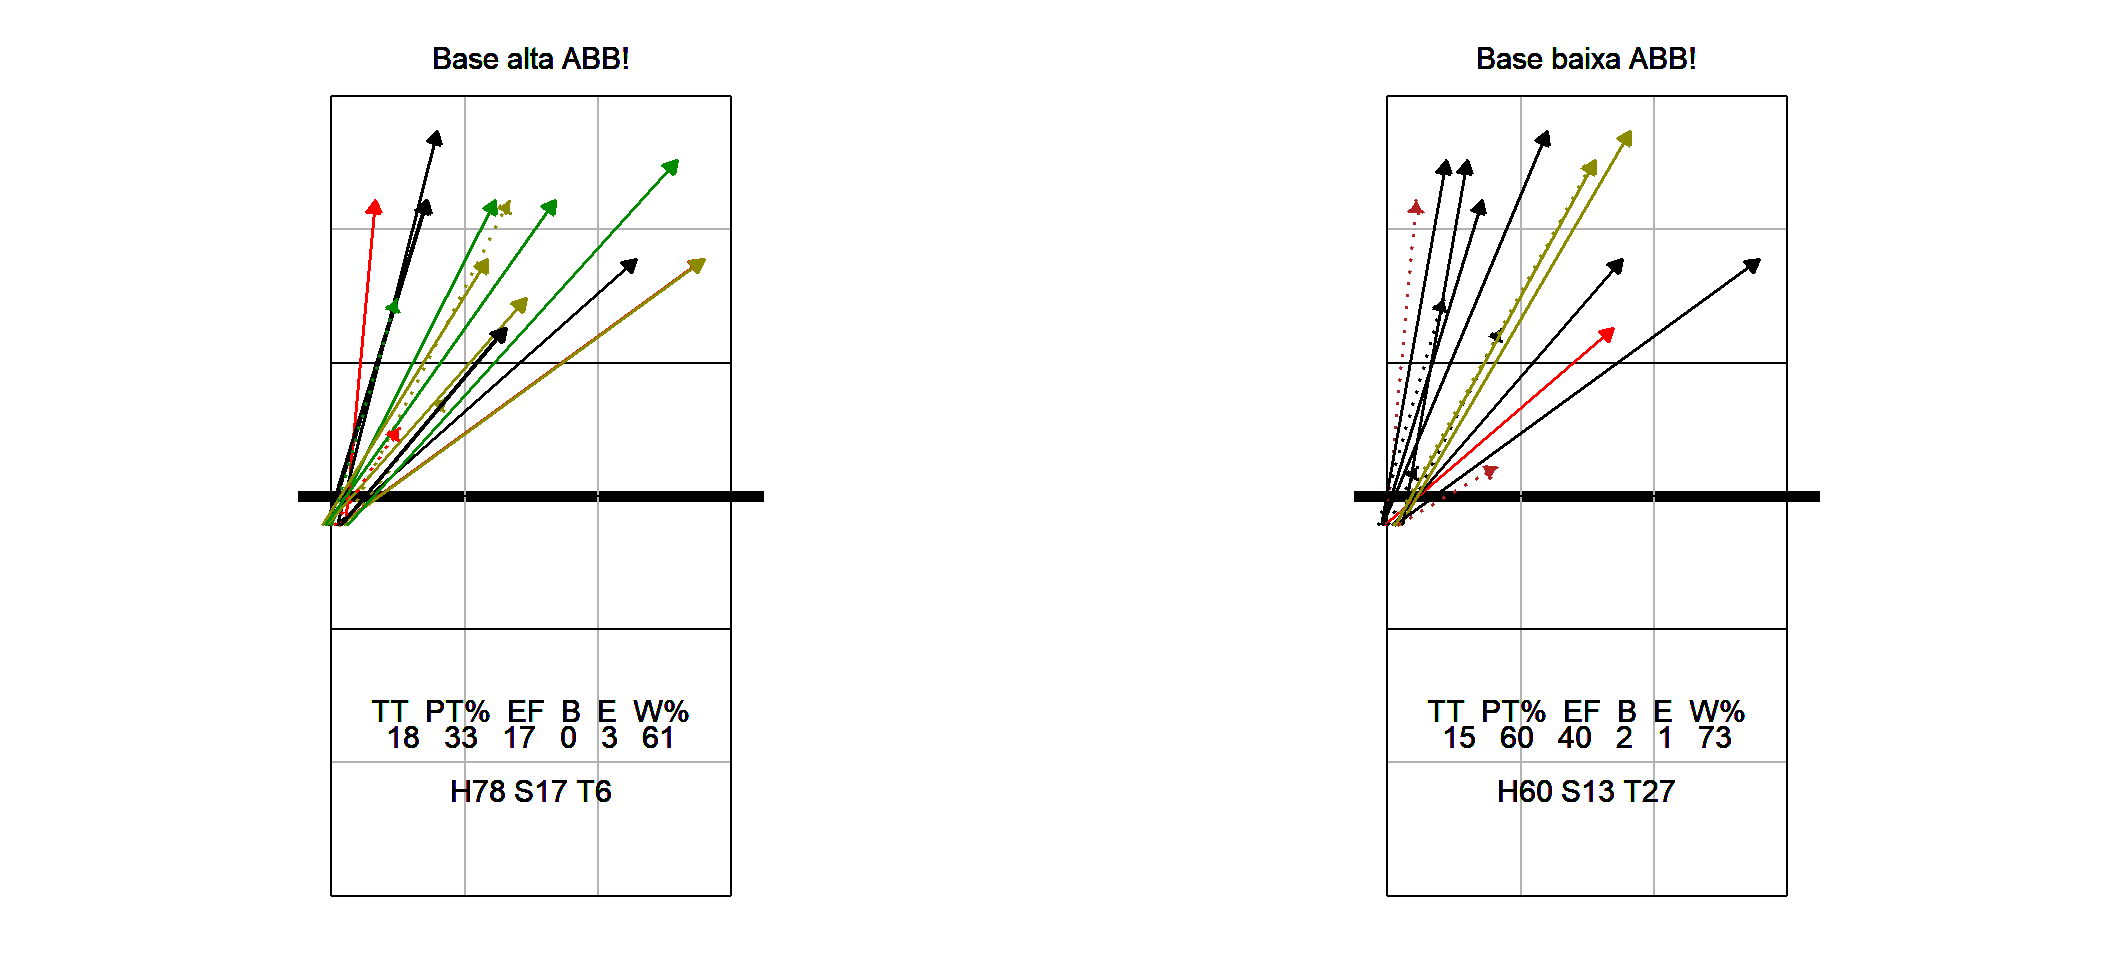 Base alta ABB!
TT PT% EF B E W%
18 33 17 0 3 61
H78 S17 T6
Base baixa ABB!
TT PT% EF B E W%
15 60 40 2 1 73
H60 S13 T27